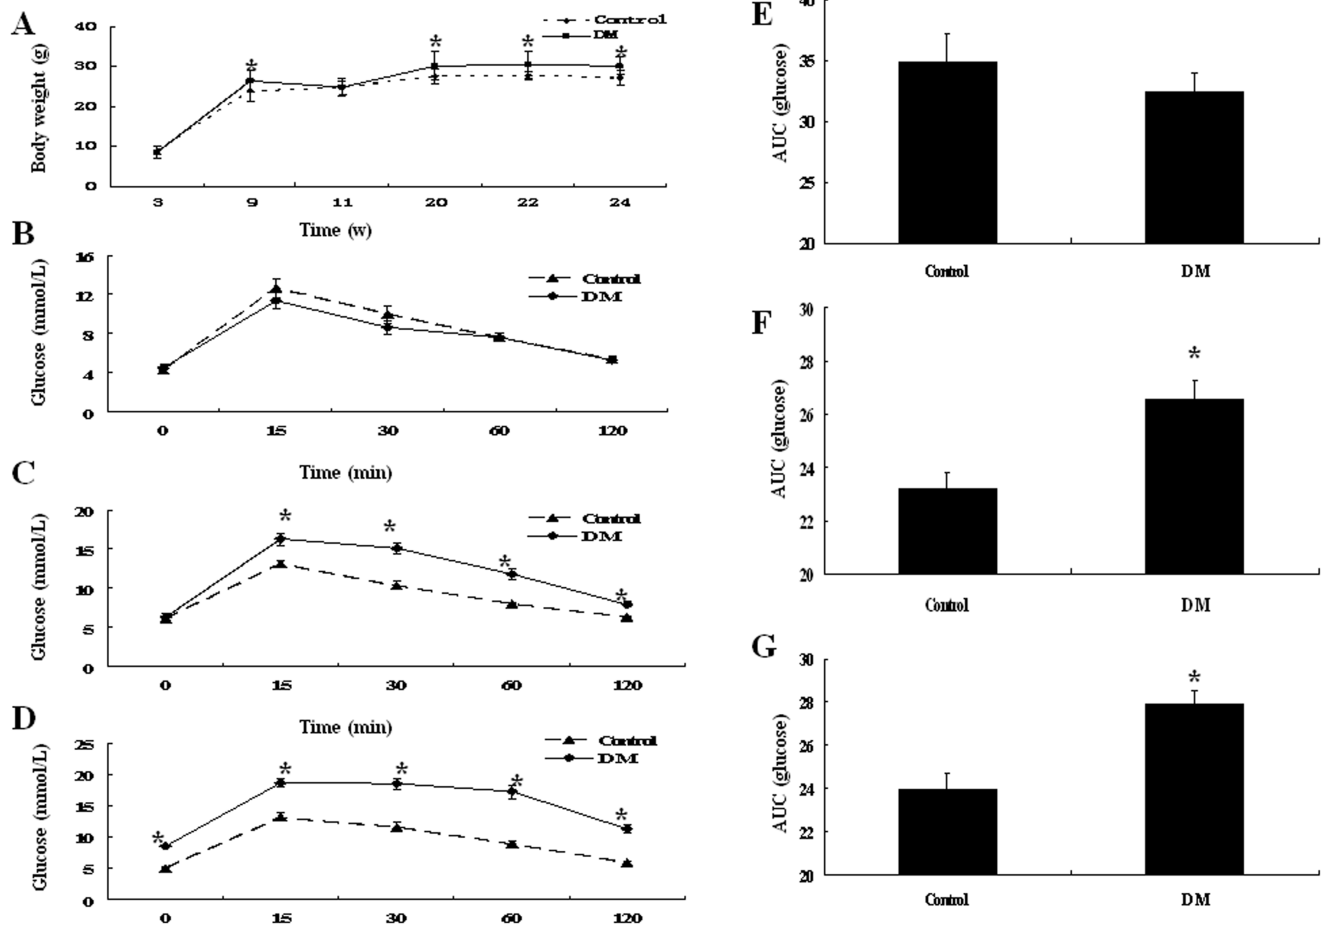 A
Body weight (g)
40
30
20
10
0
* * * * *
Control
DM
3 9 11 20 22 24
Time (w)
B
Glucose (mmol/L)
16
12
8
4
0
Control
DM
0 15 30 60 120
Time (min)
C
Glucose (mmol/L)
20
15
10
5
0
* * * *
Control
DM
0 15 30 60 120
Time (min)
D
Glucose (mmol/L)
25
20
15
10
5
0
* * * * *
Control
DM
0 15 30 60 120
E
AUC (glucose)
40
35
30
25
20
Control DM
F
AUC (glucose)
30
28
26
24
22
20
*
Control DM
G
AUC (glucose)
30
28
26
24
22
20
*
Control DM